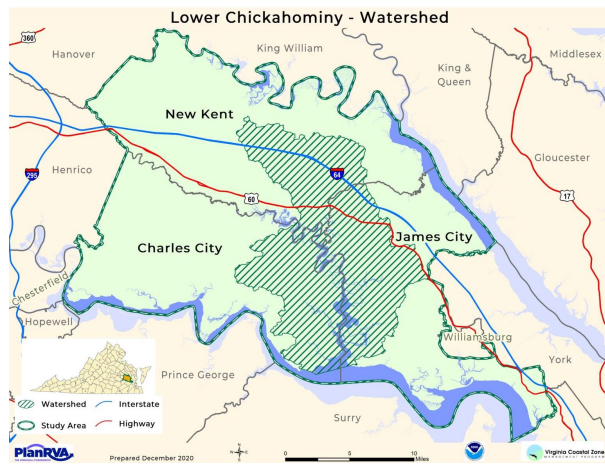 Lower Chickahominy - Watershed
360
Hanover
King William
Middlesex
King &
Queen
New Kent
Henrico
295
64
60
Gloucester
17
Charles City
James City
Chesterfield
Hopewell
Williamsburg
York
Prince George
Surry
Watershed
Interstate
Study Area
Highway
PlanRVA
Prepared December 2020
0
5
10
Miles
Virginia Coastal Zone
MANAGEMENT PROGRAM